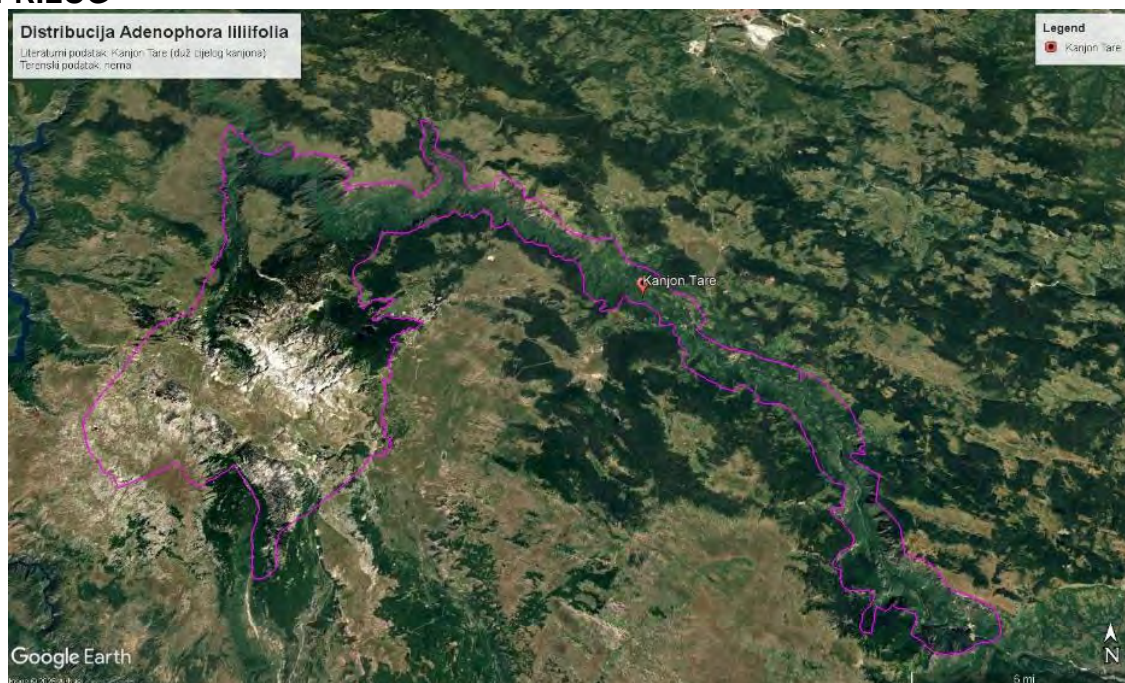 PRILOG
Distribucija Adenophora liliifolia
Literaturni podatak: Kanjon Tare (duž cijelog kanjona)
Terenski podatak: nema
Legend
Kanjon Tare
Kanjon Tare
Google Earth
N
5 mi